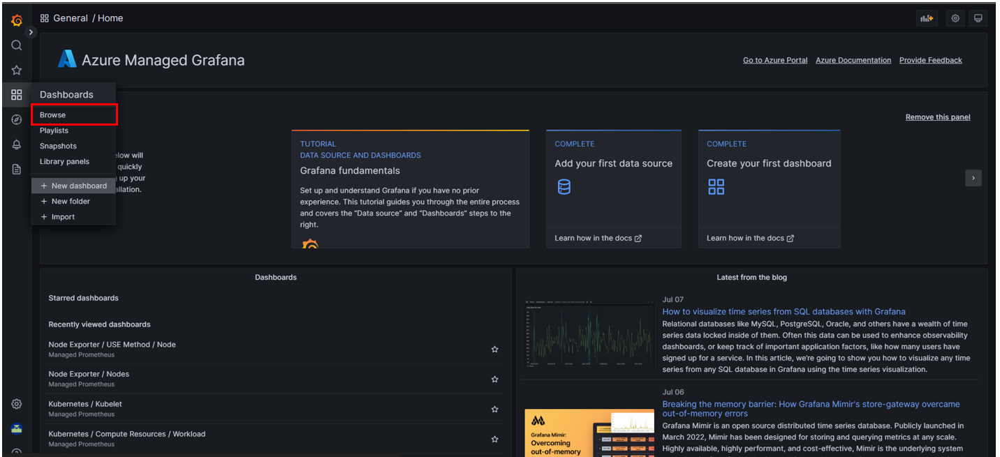 General / Home
Azure Managed Grafana
Go to Azure Portal
Azure Documentation
Provide Feedback
Dashboards
Browse
Playlists
Snapshots
Library panels
+ New dashboard
+ New folder
+ Import
will
quickly
up your
Remove this panel
TUTORIAL
DATA SOURCE AND DASHBOARDS
Grafana fundamentals
Set up and understand Grafana if you have no prior
experience. This tutorial guides you through the entire process
and covers the “Data source” and “Dashboards” steps to the
right.
COMPLETE
Add your first data source
Learn how in the docs
COMPLETE
Create your first dashboard
Learn how in the docs
Dashboards
Starred dashboards
Recently viewed dashboards
Node Exporter / USE Method / Node
Managed Prometheus
Node Exporter / Nodes
Managed Prometheus
Kubernetes / Kubelet
Managed Prometheus
Kubernetes / Compute Resources / Workload
Managed Prometheus
Latest from the blog
Jul 07
How to visualize time series from SQL databases with Grafana
Relational databases like MySQL, PostgreSQL, Oracle, and others have a wealth of time
series data locked inside of them. Often this data can be used to enhance observability
dashboards, or keep track of important application factors, like how many users have
signed up for a service. In this article, we’re going to show you how to visualize any time
series from any SQL database in Grafana using the time series visualization.
Jul 06
Breaking the memory barrier: How Grafana Mimir's store-gateway overcame
out-of-memory errors
Grafana Mimir is an open source distributed time series database. Publicly launched in
March 2022, Mimir has been designed for storing and querying metrics at any scale.
Highly available, highly performant, and cost-effective, Mimir is the underlying system
Grafana Mimir:
Overcoming
out-of-memory